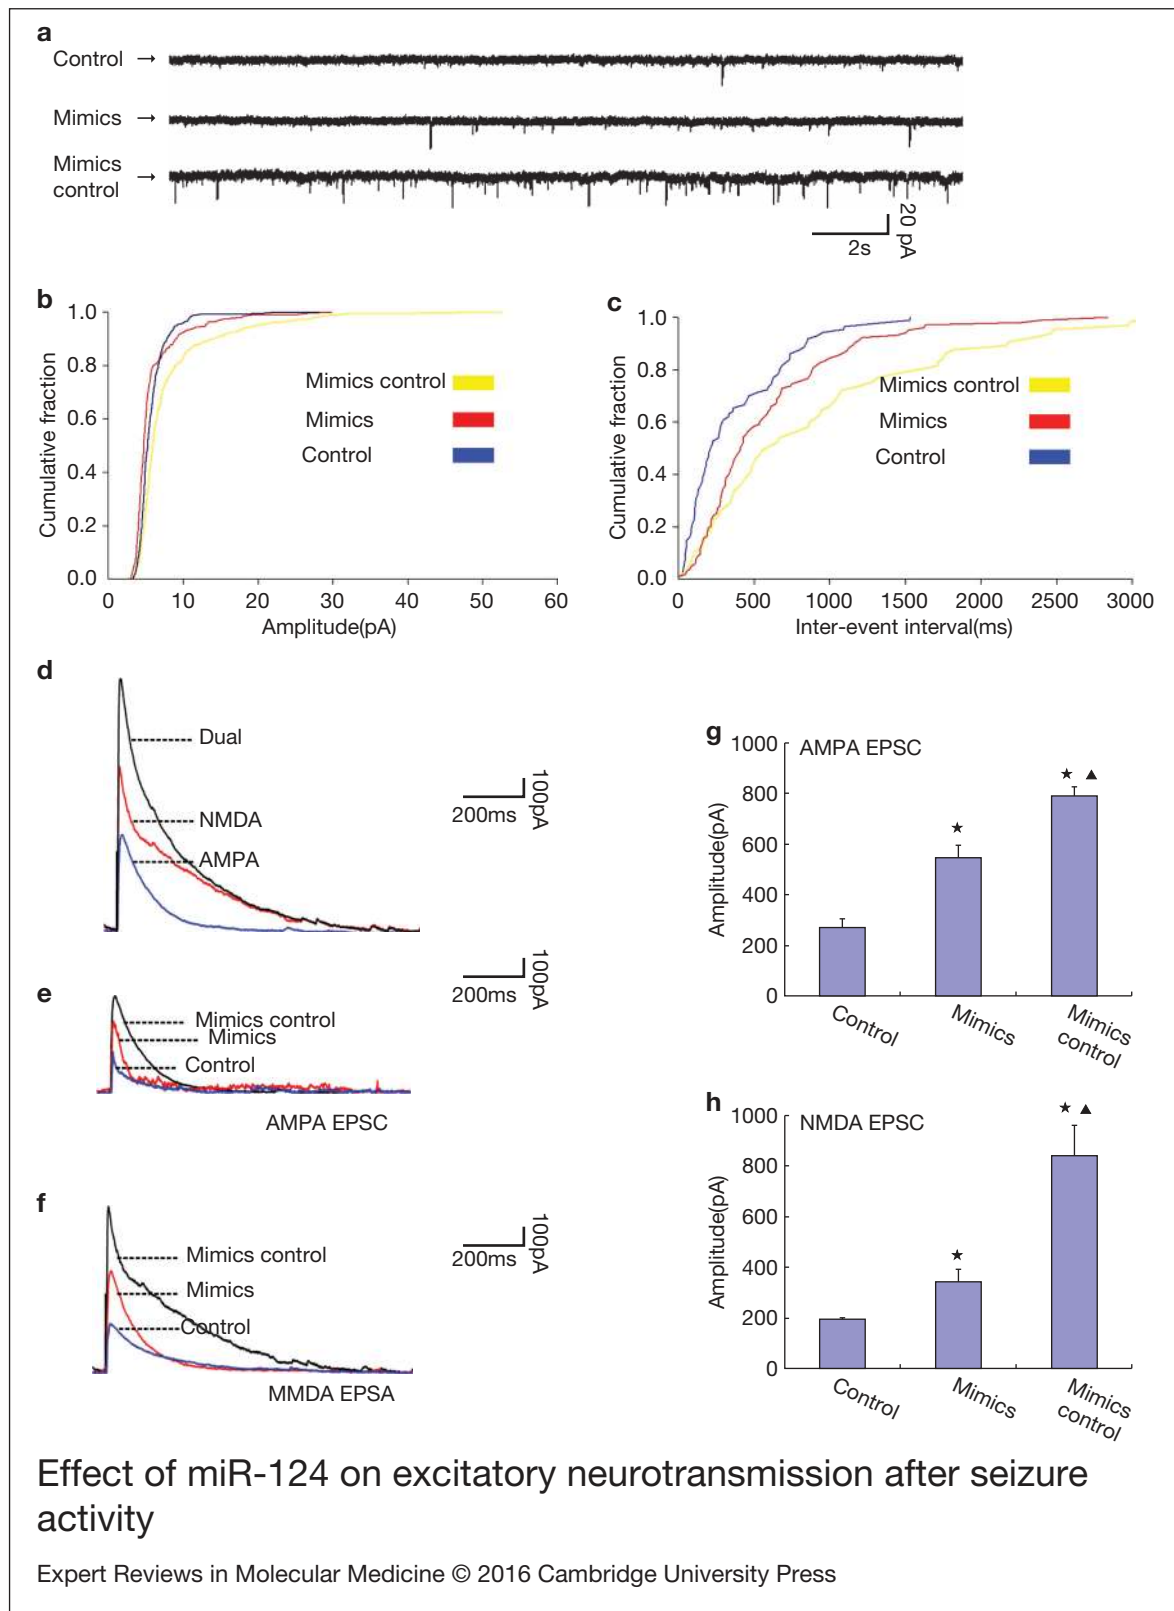 a
Control →
Mimics →
Mimics
control →
20 pA
2s
b
Cumulative fraction
1.0
0.8
0.6
0.4
0.2
0.0
0 10 20 30 40 50 60
Amplitude(pA)
Mimics control
Mimics
Control
c
Cumulative fraction
1.0
0.8
0.6
0.4
0.2
0.0
0 500 1000 1500 2000 2500 3000
Inter-event interval(ms)
Mimics control
Mimics
Control
d
Dual
NMDA
AMPA
200ms
100pA
e
Mimics control
Mimics
Control
AMPA EPSC
200ms
100pA
f
Mimics control
Mimics
Control
MMDA EPSA
200ms
100pA
g
AMPA EPSC
Amplitude(pA)
1000
800
600
400
200
0
★
★ ▲
Control
Mimics
Mimics
control
h
NMDA EPSC
Amplitude(pA)
1000
800
600
400
200
0
★
★ ▲
Control
Mimics
Mimics
control
Effect of miR-124 on excitatory neurotransmission after seizure
activity
Expert Reviews in Molecular Medicine © 2016 Cambridge University Press